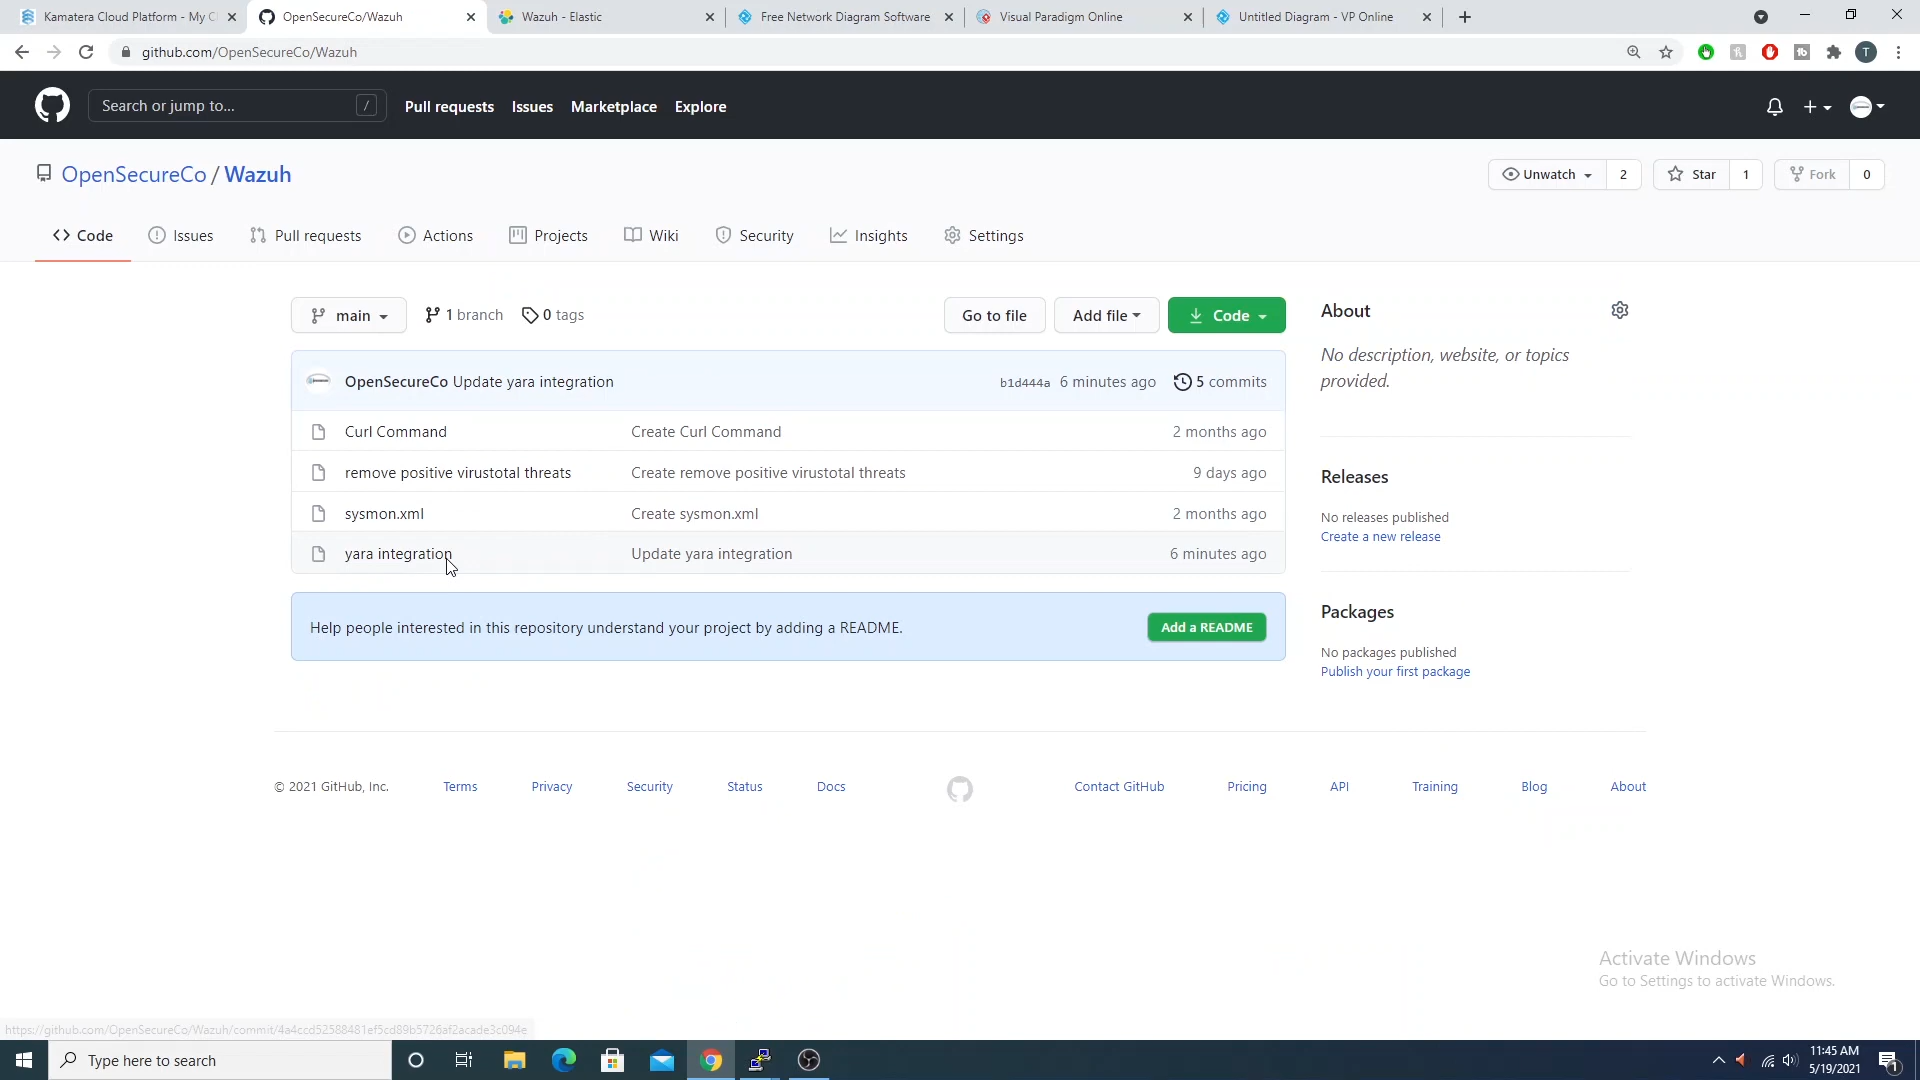 Kamatera Cloud Platform - My C
OpenSecureCo/Wazuh
Wazuh - Elastic
Free Network Diagram Software
Visual Paradigm Online
Untitled Diagram - VP Online
github.com/OpenSecureCo/Wazuh
T
Search or jump to...
/
Pull requests
Issues
Marketplace
Explore
OpenSecureCo / Wazuh
Unwatch
2
Star
1
Fork
0
Code
Issues
Pull requests
Actions
Projects
Wiki
Security
Insights
Settings
main
1 branch
0 tags
Go to file
Add file
Code
OpenSecureCo Update yara integration
b1d444a 6 minutes ago
5 commits
Curl Command
Create Curl Command
2 months ago
remove positive virustotal threats
Create remove positive virustotal threats
9 days ago
sysmon.xml
Create sysmon.xml
2 months ago
yara integration
Update yara integration
6 minutes ago
Help people interested in this repository understand your project by adding a README.
Add a README
About
No description, website, or topics
provided.
Releases
No releases published
Create a new release
Packages
No packages published
Publish your first package
© 2021 GitHub, Inc.
Terms
Privacy
Security
Status
Docs
Contact GitHub
Pricing
API
Training
Blog
About
Activate Windows
Go to Settings to activate Windows.
https://github.com/OpenSecureCo/Wazuh/commit/4a4ccd52588481ef5cd89b5726af2acade3c094e
Type here to search
11:45 AM
5/19/2021
1